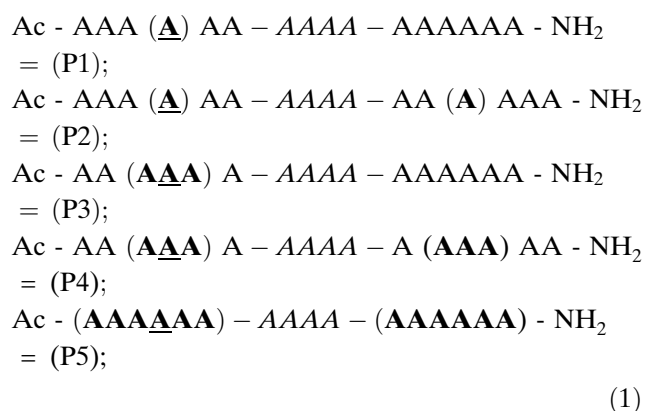 Ac - AAA (A) AA – AAAA – AAAAAA - NH₂
= (P1);
Ac - AAA (A) AA – AAAA – AA (A) AAA - NH₂
= (P2);
Ac - AA (AAA) A – AAAA – AAAAAA - NH₂
= (P3);
Ac - AA (AAA) A – AAAA – A (AAA) AA - NH₂
= (P4);
Ac - (AAAAAA) – AAAA – (AAAAAA) - NH₂
= (P5);
(1)